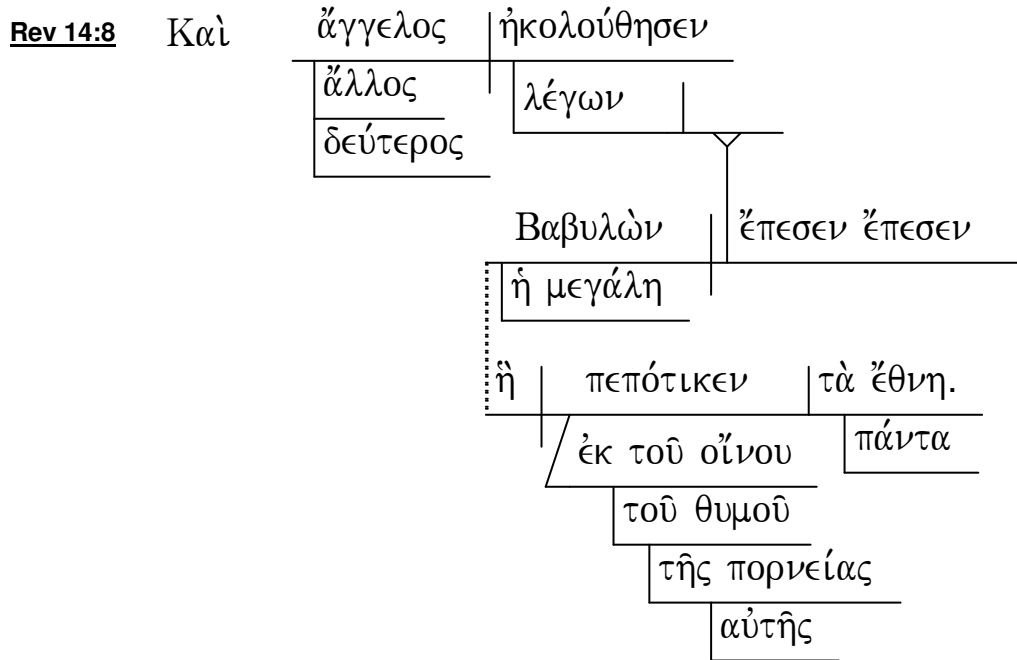 Rev 14:8 Καὶ ἄγγελος ἠκολούθησεν
ἄλλος λέγων
δεύτερος
Βαβυλὼν ἔπεσεν ἔπεσεν
ἡ μεγάλη
ἣ πεπότικεν τὰ ἔθνη.
ἐκ τοῦ οἴνου πάντα
τοῦ θυμοῦ
τῆς πορνείας
αὐτῆς